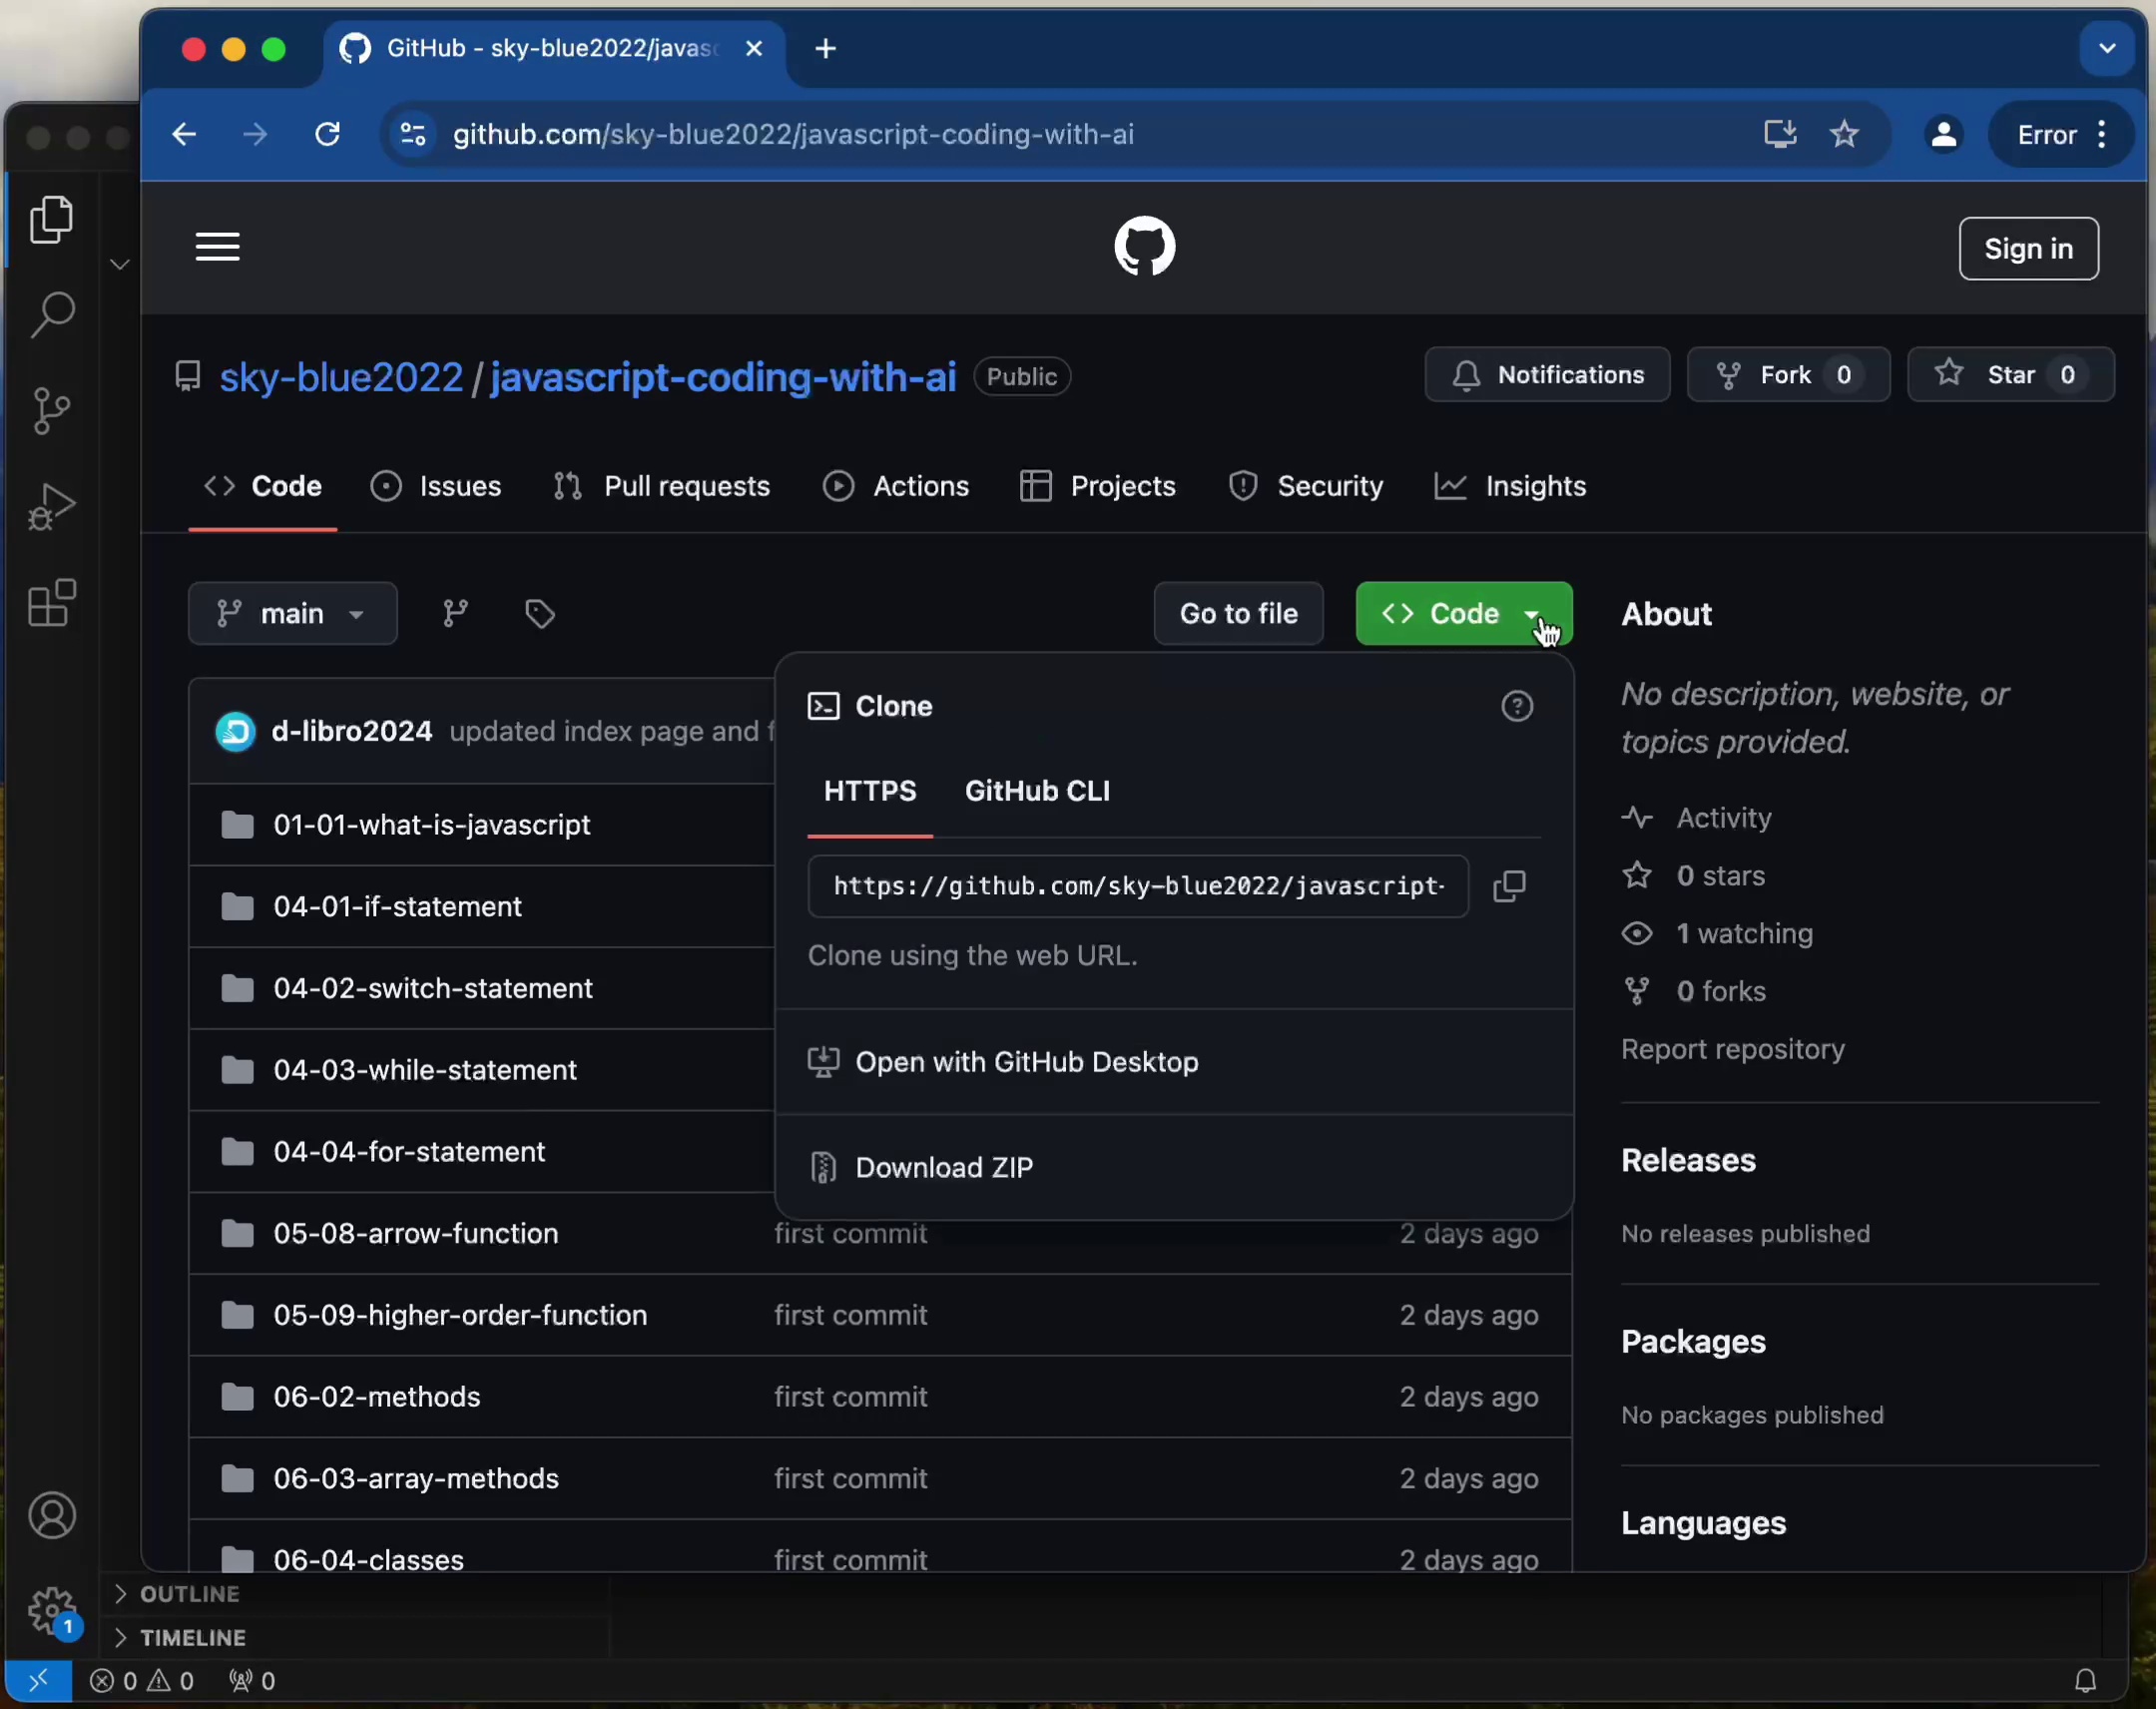 GitHub - sky-blue2022/javasc
github.com/sky-blue2022/javascript-coding-with-ai
Error
Sign in
sky-blue2022 / javascript-coding-with-ai Public
Notifications
Fork 0
Star 0
Code
Issues
Pull requests
Actions
Projects
Security
Insights
main
Go to file
Code
About
No description, website, or
topics provided.
Activity
0 stars
1 watching
0 forks
Report repository
Releases
No releases published
Packages
No packages published
Languages
Clone
HTTPS GitHub CLI
https://github.com/sky-blue2022/javascript-
Clone using the web URL.
Open with GitHub Desktop
Download ZIP
d-libro2024 updated index page and f
01-01-what-is-javascript
04-01-if-statement
04-02-switch-statement
04-03-while-statement
04-04-for-statement
05-08-arrow-function first commit 2 days ago
05-09-higher-order-function first commit 2 days ago
06-02-methods first commit 2 days ago
06-03-array-methods first commit 2 days ago
06-04-classes first commit 2 days ago
OUTLINE
TIMELINE
1
0 0 0